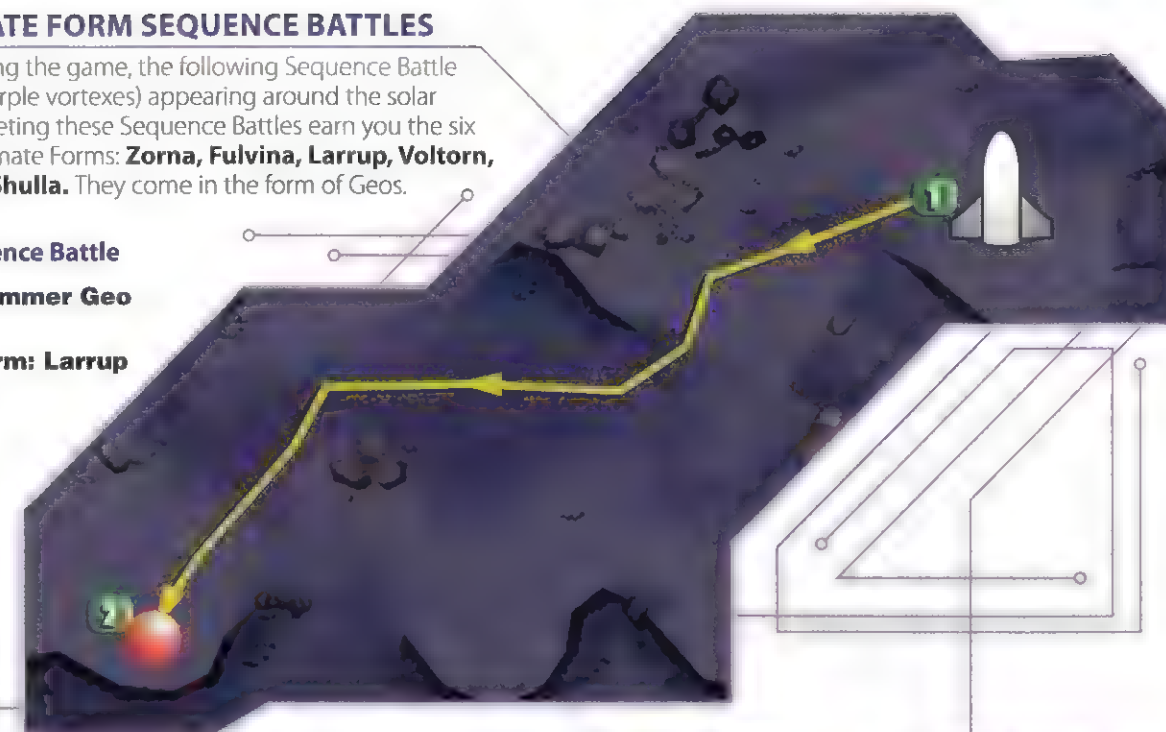 ATE FORM SEQUENCE BATTLES
ng the game, the following Sequence Battle
rple vortexes) appearing around the solar
eting these Sequence Battles earn you the six
nate Forms: Zorna, Fulvina, Larrup, Voltorn,
Shulla. They come in the form of Geos.
ence Battle
mmer Geo
rm: Larrup
1
2